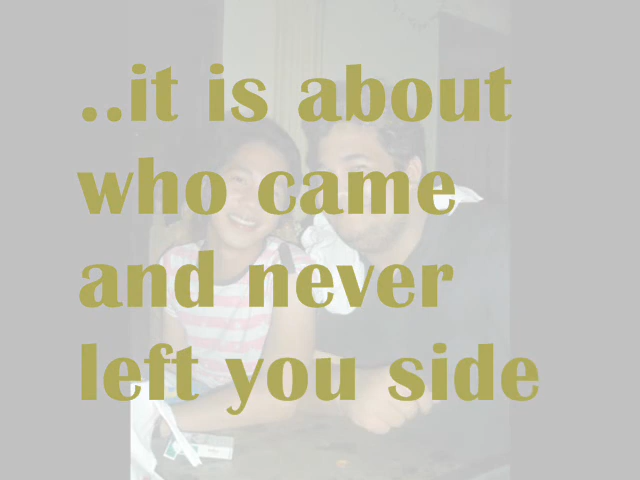 ..it is about
who came
and never
left you side